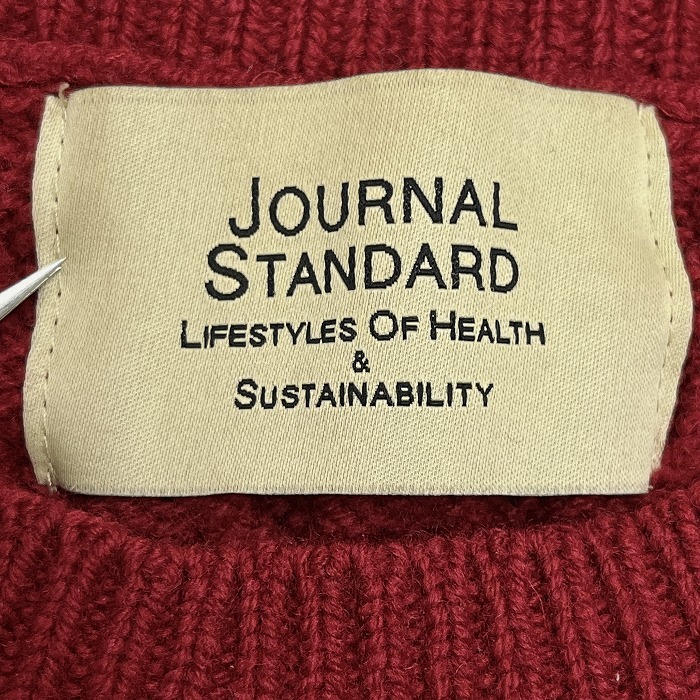 JOURNAL
STANDARD
LIFESTYLES OF HEALTH
&
SUSTAINABILITY